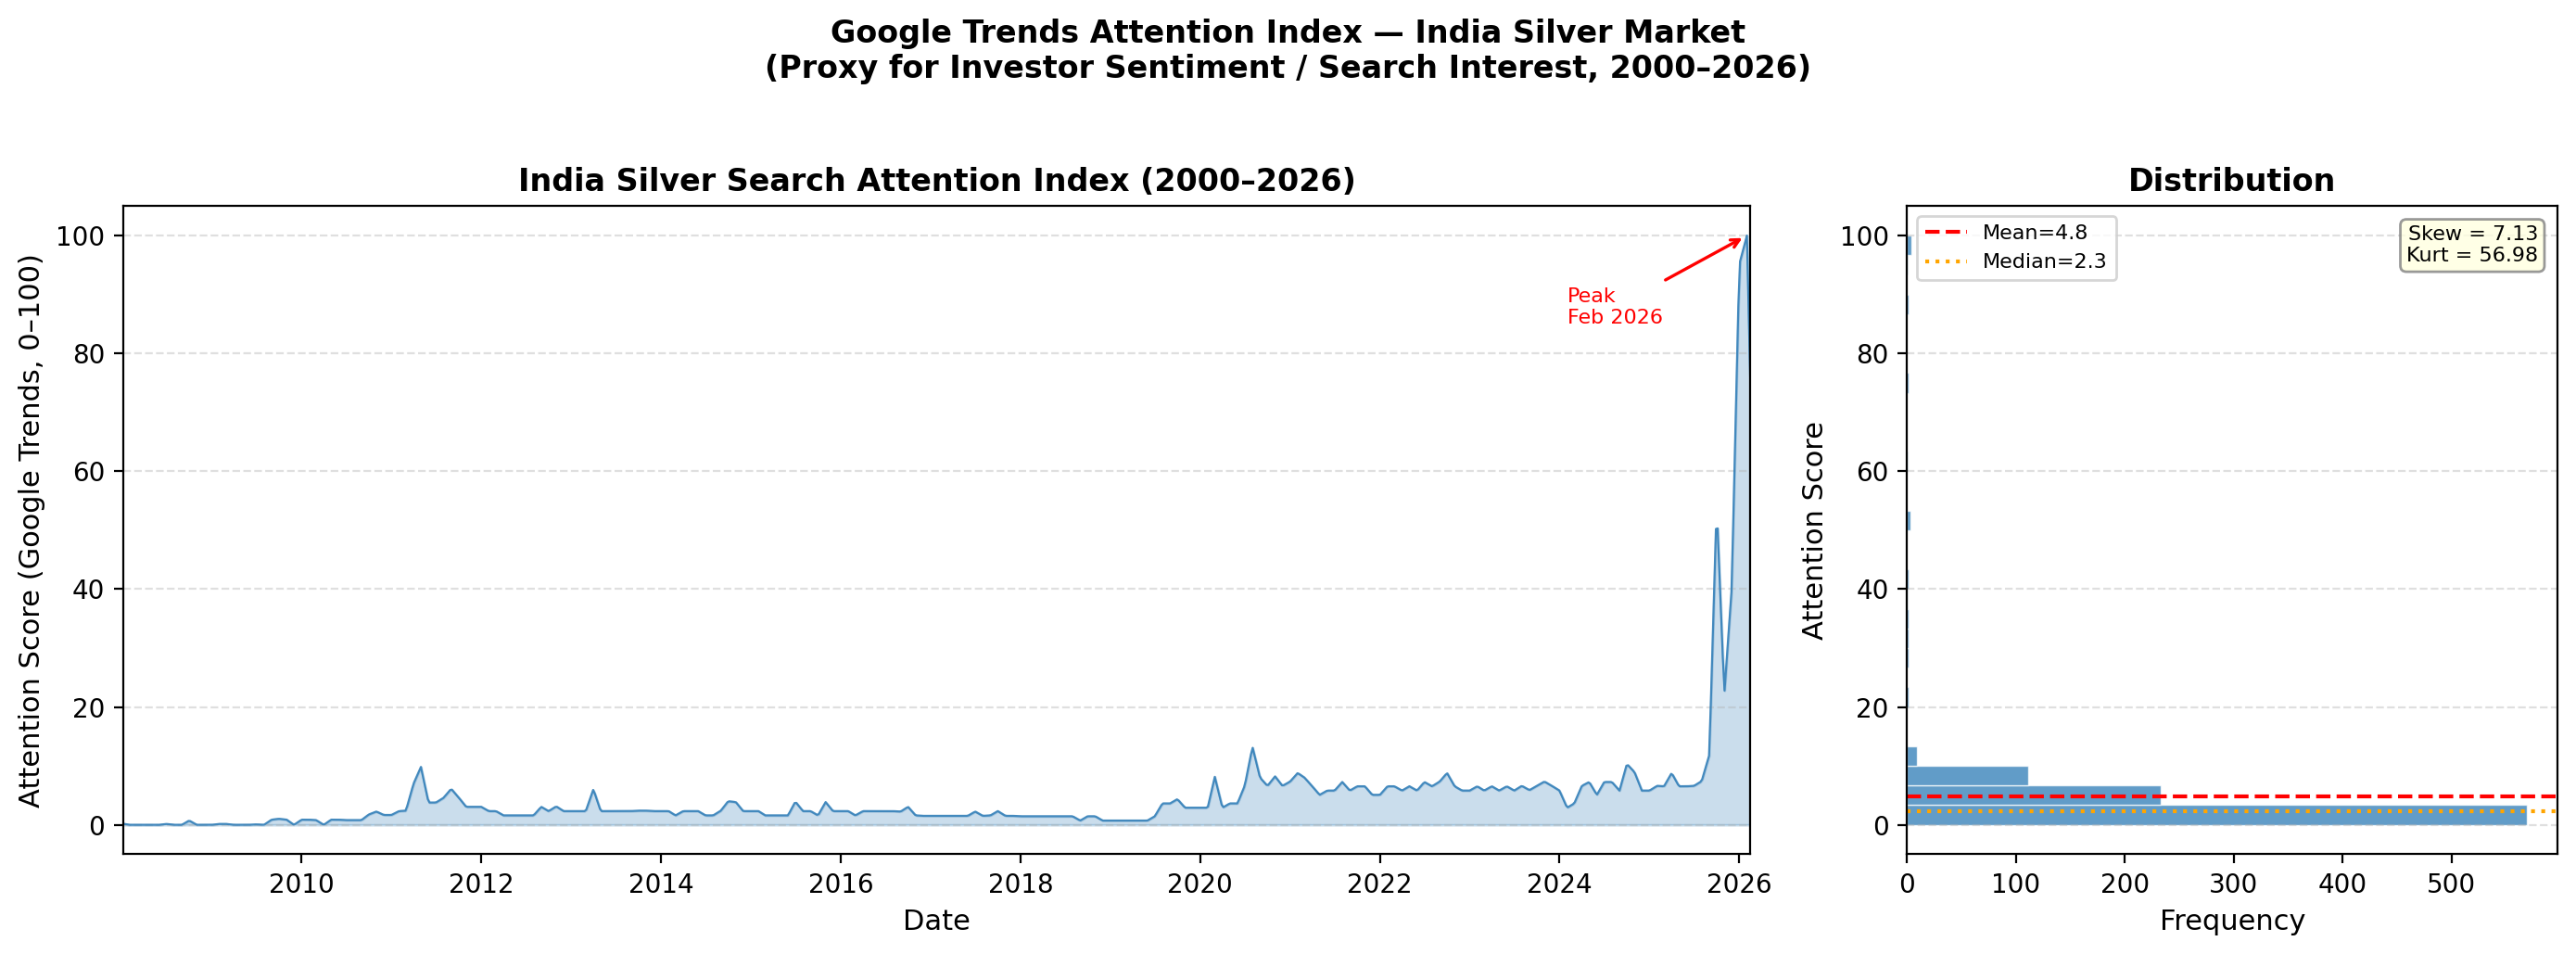 Google Trends Attention Index — India Silver Market
(Proxy for Investor Sentiment / Search Interest, 2000–2026)
India Silver Search Attention Index (2000–2026)
Attention Score (Google Trends, 0–100)
100
80
60
40
20
0
Peak
Feb 2026
2010
2012
2014
2016
2018
2020
2022
2024
2026
Date
Distribution
Attention Score
100
80
60
40
20
0
Mean=4.8
Median=2.3
Skew = 7.13
Kurt = 56.98
0
100
200
300
400
500
Frequency